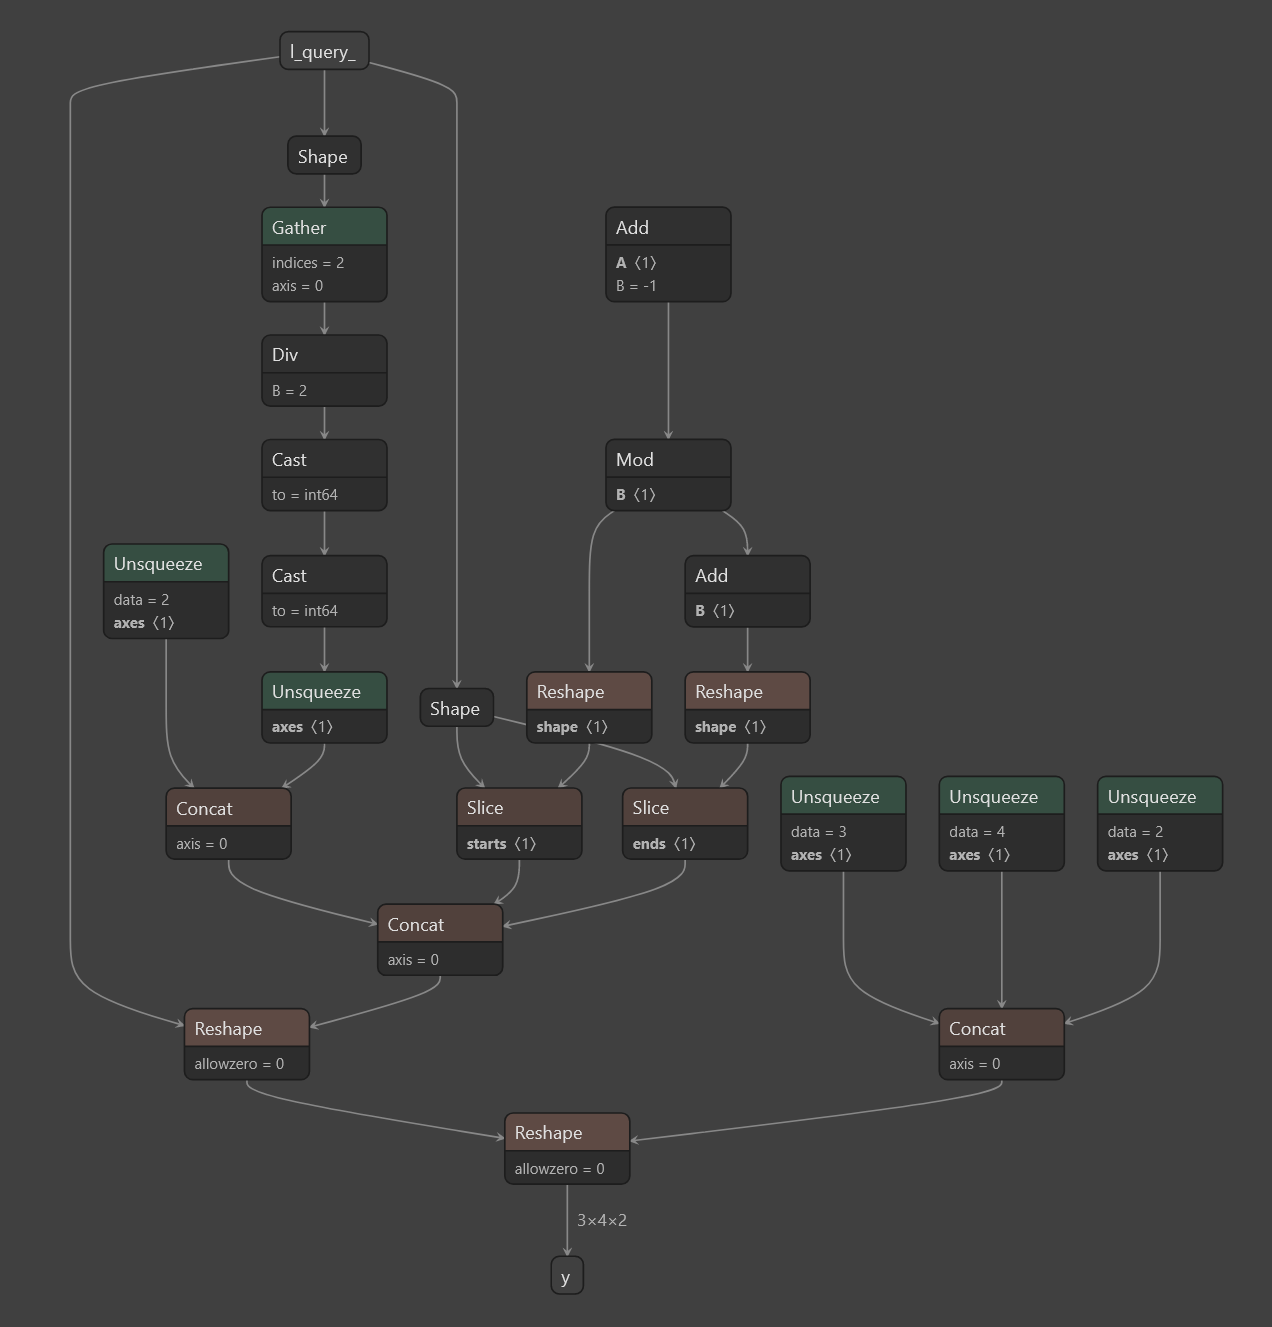 l_query_
Shape
Gather
indices = 2
axis = 0
Add
A ⟨1⟩
B = -1
Div
B = 2
Cast
to = int64
Mod
B ⟨1⟩
Unsqueeze
data = 2
axes ⟨1⟩
Cast
to = int64
Add
B ⟨1⟩
Unsqueeze
axes ⟨1⟩
Shape
Reshape
shape ⟨1⟩
Reshape
shape ⟨1⟩
Concat
axis = 0
Slice
starts ⟨1⟩
Slice
ends ⟨1⟩
Unsqueeze
data = 3
axes ⟨1⟩
Unsqueeze
data = 4
axes ⟨1⟩
Unsqueeze
data = 2
axes ⟨1⟩
Concat
axis = 0
Reshape
allowzero = 0
Concat
axis = 0
Reshape
allowzero = 0
3×4×2
y